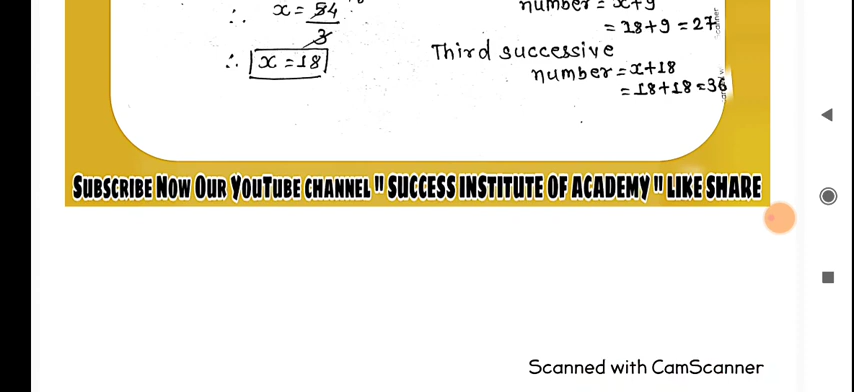 ∴ x = 54
3
∴ x = 18
number = x+9
= 18+9 = 27
Third successive
number = x+18
= 18+18 = 36
SUBSCRIBE NOW OUR YOUTUBE CHANNEL " SUCCESS INSTITUTE OF ACADEMY " LIKE SHARE
Scanned with CamScanner